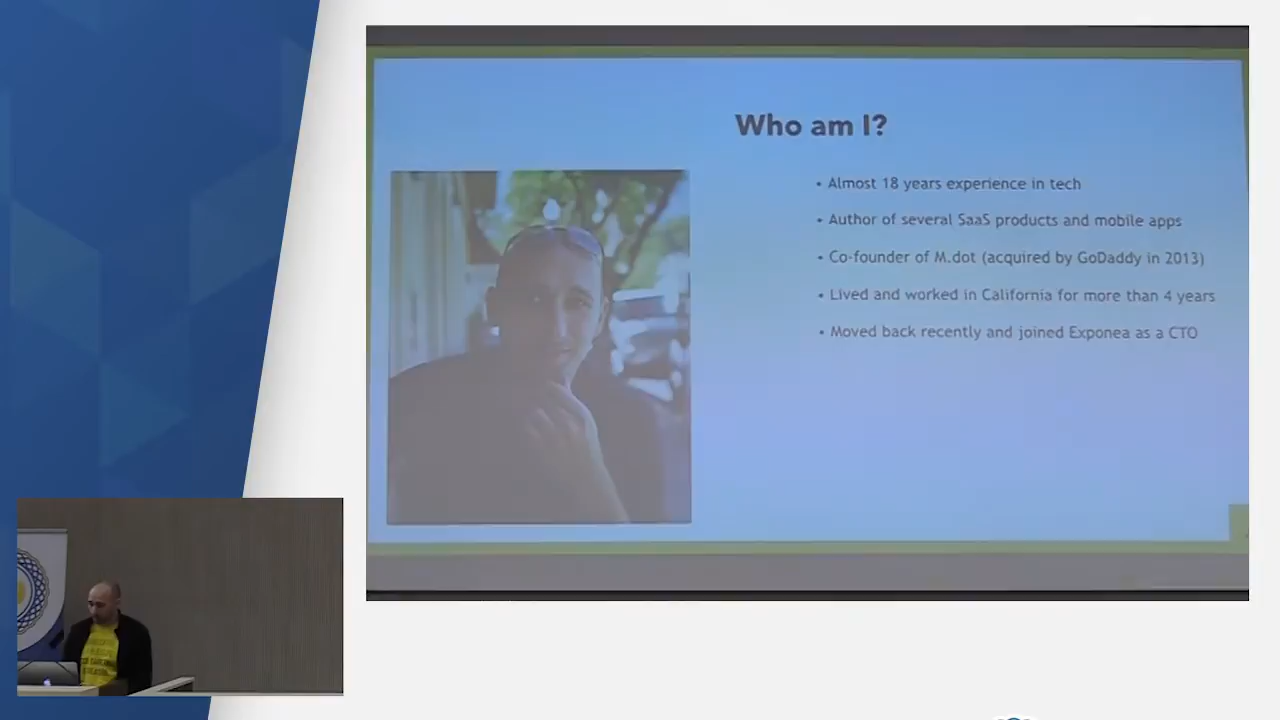 Who am I?
• Almost 18 years experience in tech
• Author of several SaaS products and mobile apps
• Co-founder of M.dot (acquired by GoDaddy in 2013)
• Lived and worked in California for more than 4 years
• Moved back recently and joined Exponea as a CTO